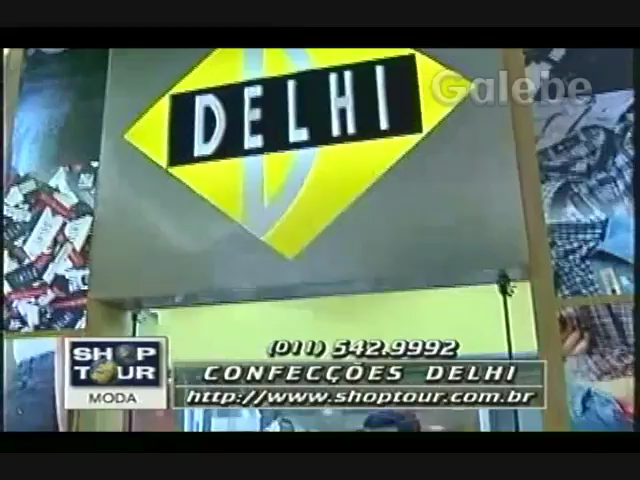 Galebe
DELHI
D
SHOP
TOUR
MODA
(011) 542.9992
CONFECÇÕES DELHI
http://www.shoptour.com.br